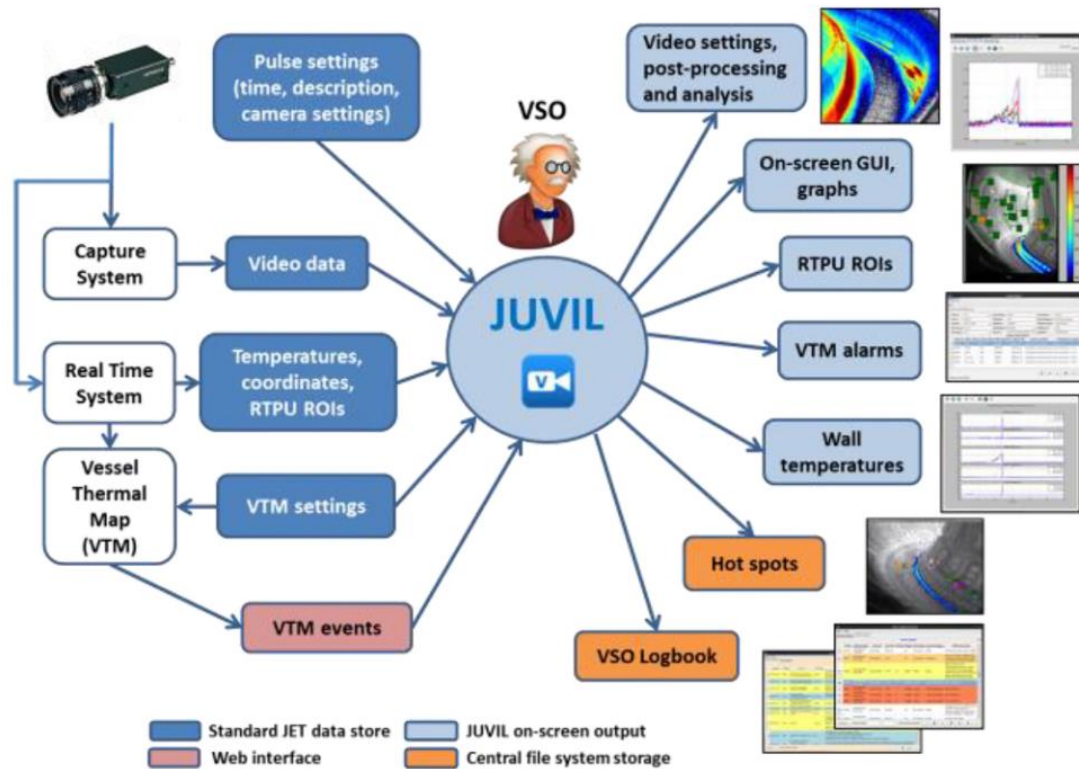 Pulse settings
(time, description,
camera settings)
VSO
Video settings,
post-processing
and analysis
On-screen GUI,
graphs
Capture
System
Video data
JUVIL
V
RTPU ROIs
Real Time
System
Temperatures,
coordinates,
RTPU ROIs
VTM alarms
Vessel
Thermal
Map
(VTM)
VTM settings
Wall
temperatures
Hot spots
VTM events
VSO Logbook
Standard JET data store
JUVIL on-screen output
Web interface
Central file system storage